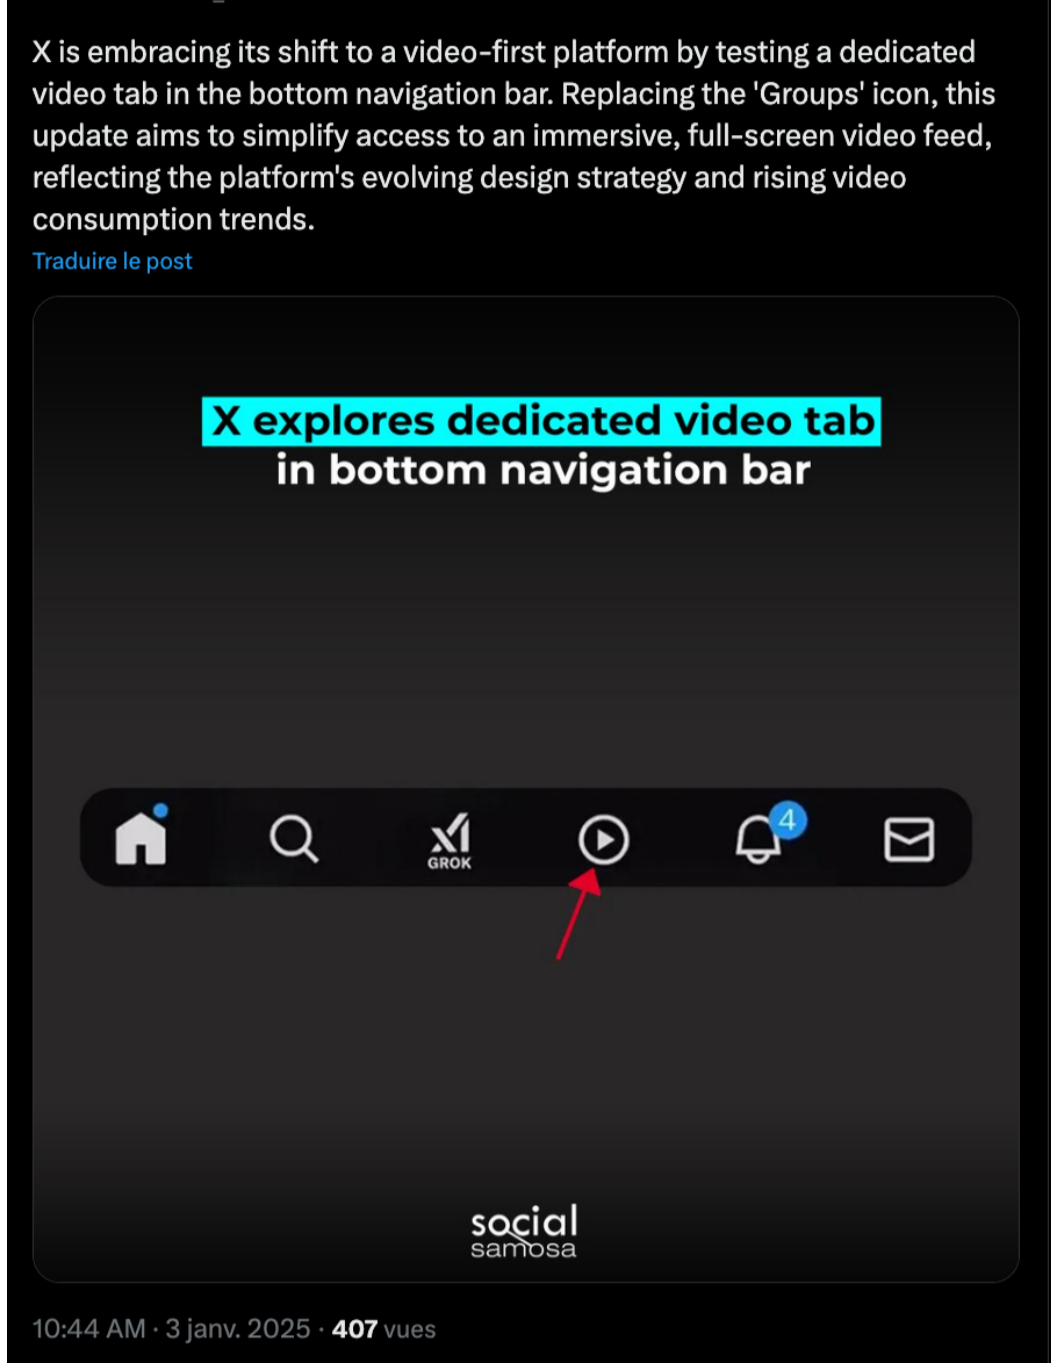 X is embracing its shift to a video-first platform by testing a dedicated
video tab in the bottom navigation bar. Replacing the 'Groups' icon, this
update aims to simplify access to an immersive, full-screen video feed,
reflecting the platform's evolving design strategy and rising video
consumption trends.
Traduire le post
X explores dedicated video tab
in bottom navigation bar
GROK
4
social
samosa
10:44 AM · 3 janv. 2025 · 407 vues